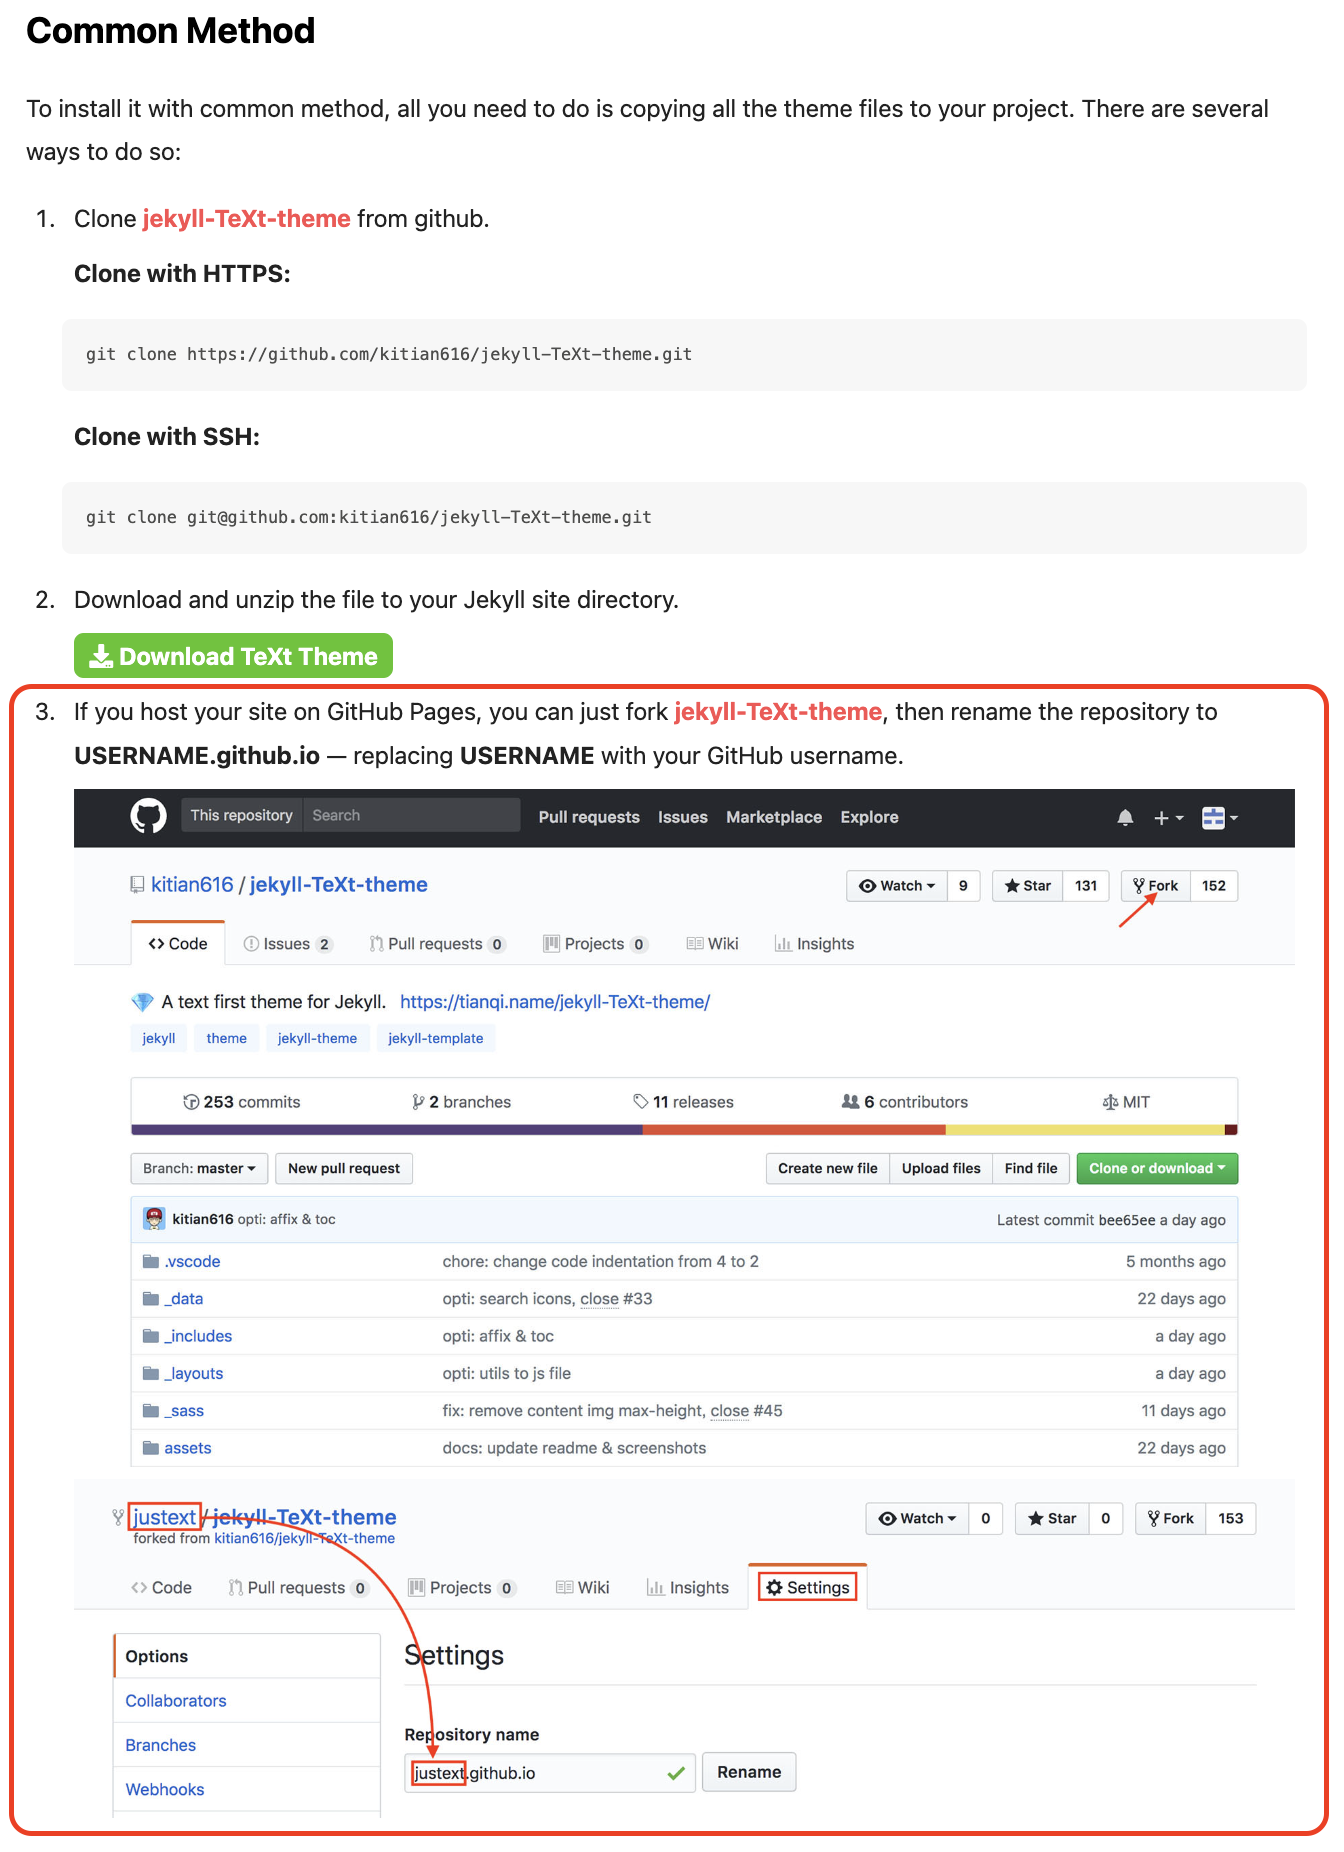 Common Method
To install it with common method, all you need to do is copying all the theme files to your project. There are several
ways to do so:
1. Clone jekyll-TeXt-theme from github.
Clone with HTTPS:
git clone https://github.com/kitian616/jekyll-TeXt-theme.git
Clone with SSH:
git clone git@github.com:kitian616/jekyll-TeXt-theme.git
2. Download and unzip the file to your Jekyll site directory.
Download TeXt Theme
3. If you host your site on GitHub Pages, you can just fork jekyll-TeXt-theme, then rename the repository to
USERNAME.github.io — replacing USERNAME with your GitHub username.
This repository Search Pull requests Issues Marketplace Explore
kitian616 / jekyll-TeXt-theme Watch 9 Star 131 Fork 152
Code Issues 2 Pull requests 0 Projects 0 Wiki Insights
A text first theme for Jekyll. https://tianqi.name/jekyll-TeXt-theme/
jekyll theme jekyll-theme jekyll-template
253 commits 2 branches 11 releases 6 contributors MIT
Branch: master New pull request Create new file Upload files Find file Clone or download
kitian616 opti: affix & toc Latest commit bee65ee a day ago
.vscode chore: change code indentation from 4 to 2 5 months ago
_data opti: search icons, close #33 22 days ago
_includes opti: affix & toc a day ago
_layouts opti: utils to js file a day ago
_sass fix: remove content img max-height, close #45 11 days ago
assets docs: update readme & screenshots 22 days ago
justext / jekyll-TeXt-theme Watch 0 Star 0 Fork 153
forked from kitian616/jekyll-TeXt-theme
Code Pull requests 0 Projects 0 Wiki Insights Settings
Options
Collaborators
Branches
Webhooks
Settings
Repository name
justext.github.io Rename